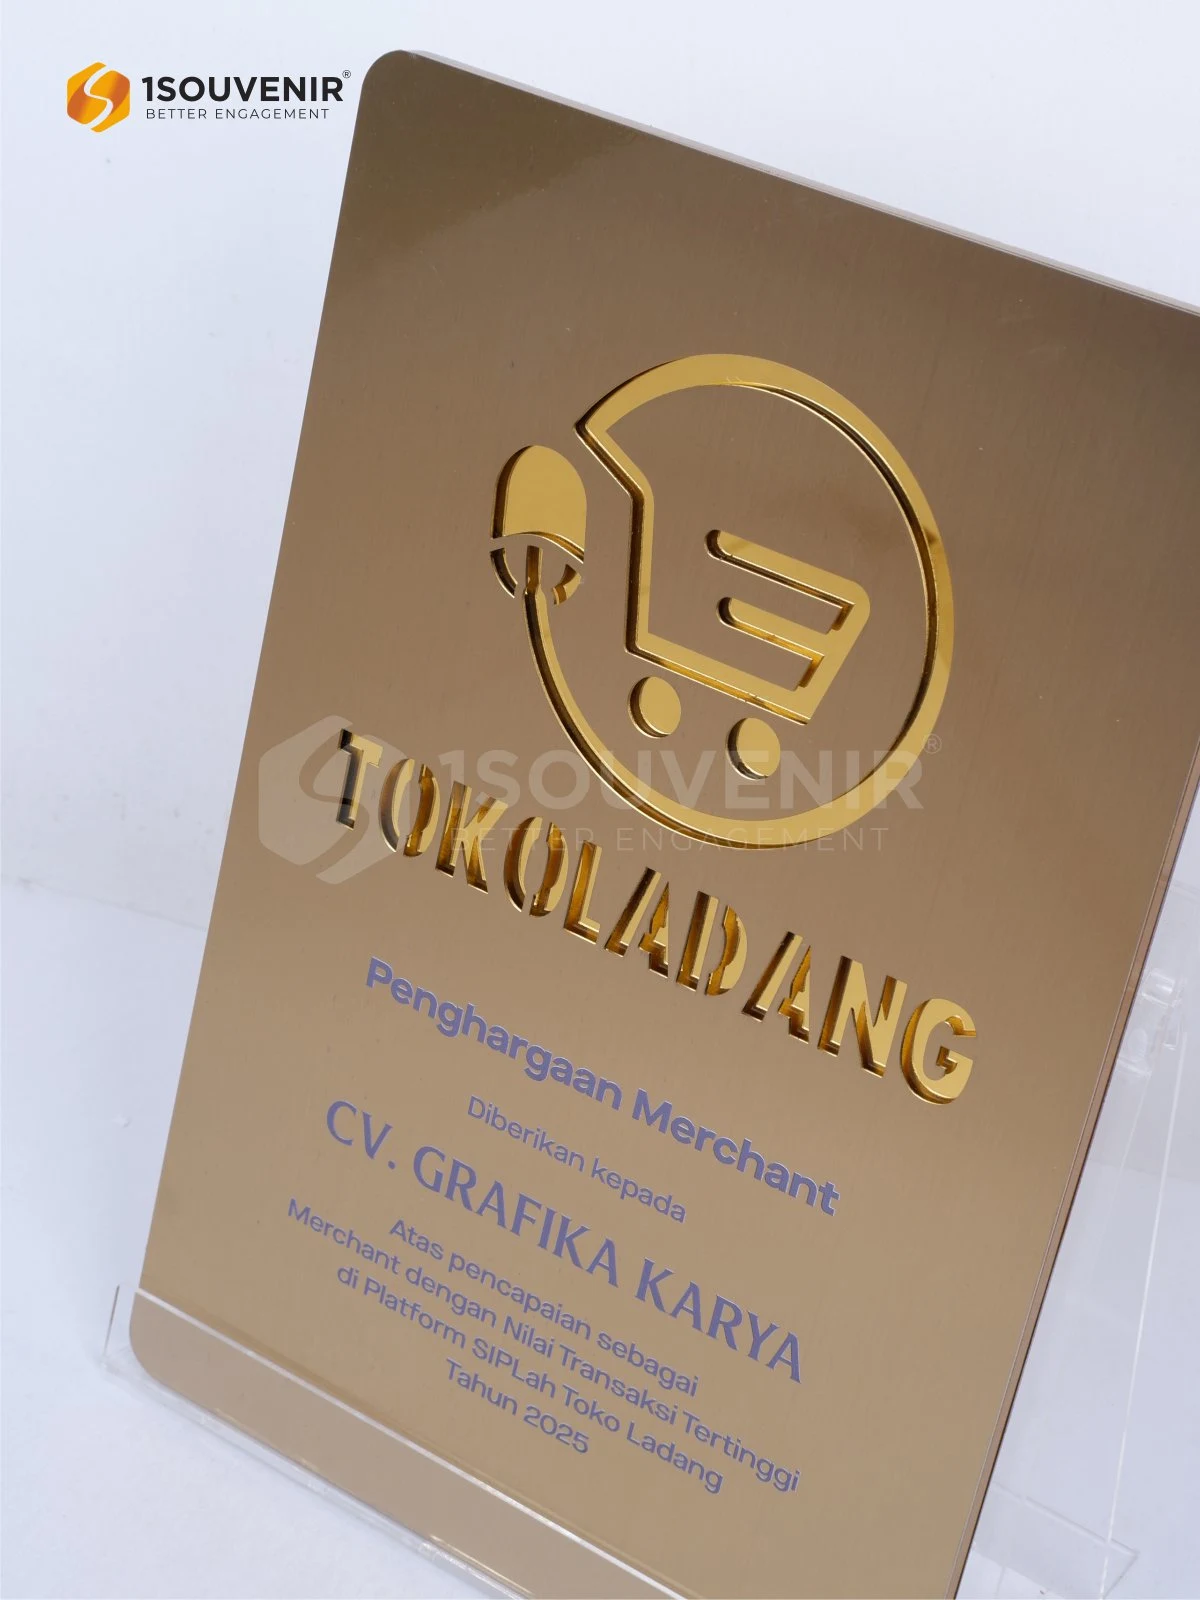 1SOUVENIR®
BETTER ENGAGEMENT
1SOUVENIR®
BETTER ENGAGEMENT
TOKOLADANG
Penghargaan Merchant
Diberikan kepada
CV. GRAFIKA KARYA
Atas pencapaian sebagai
Merchant dengan Nilai Transaksi Tertinggi
di Platform SIPLah Toko Ladang
Tahun 2025